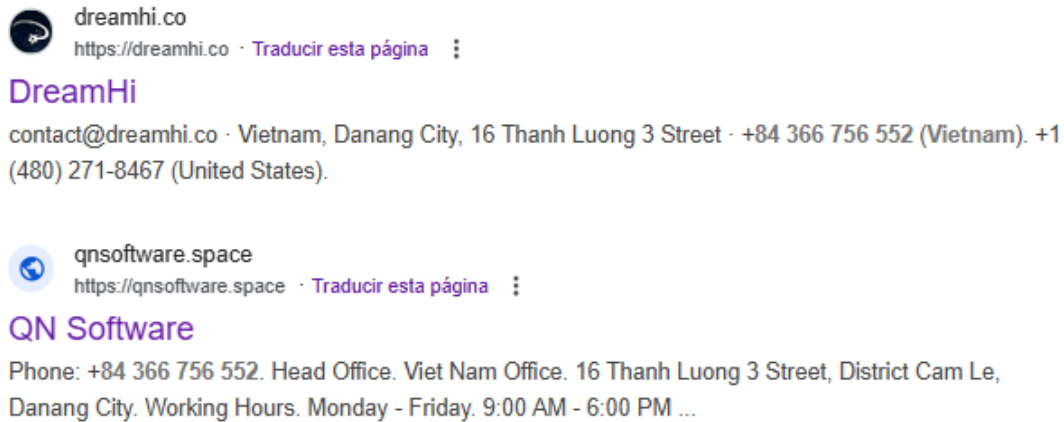 dreamhi.co
https://dreamhi.co · Traducir esta página
DreamHi
contact@dreamhi.co · Vietnam, Danang City, 16 Thanh Luong 3 Street · +84 366 756 552 (Vietnam). +1
(480) 271-8467 (United States).
qnsoftware.space
https://qnsoftware.space · Traducir esta página
QN Software
Phone: +84 366 756 552. Head Office. Viet Nam Office. 16 Thanh Luong 3 Street, District Cam Le,
Danang City. Working Hours. Monday - Friday. 9:00 AM - 6:00 PM ...